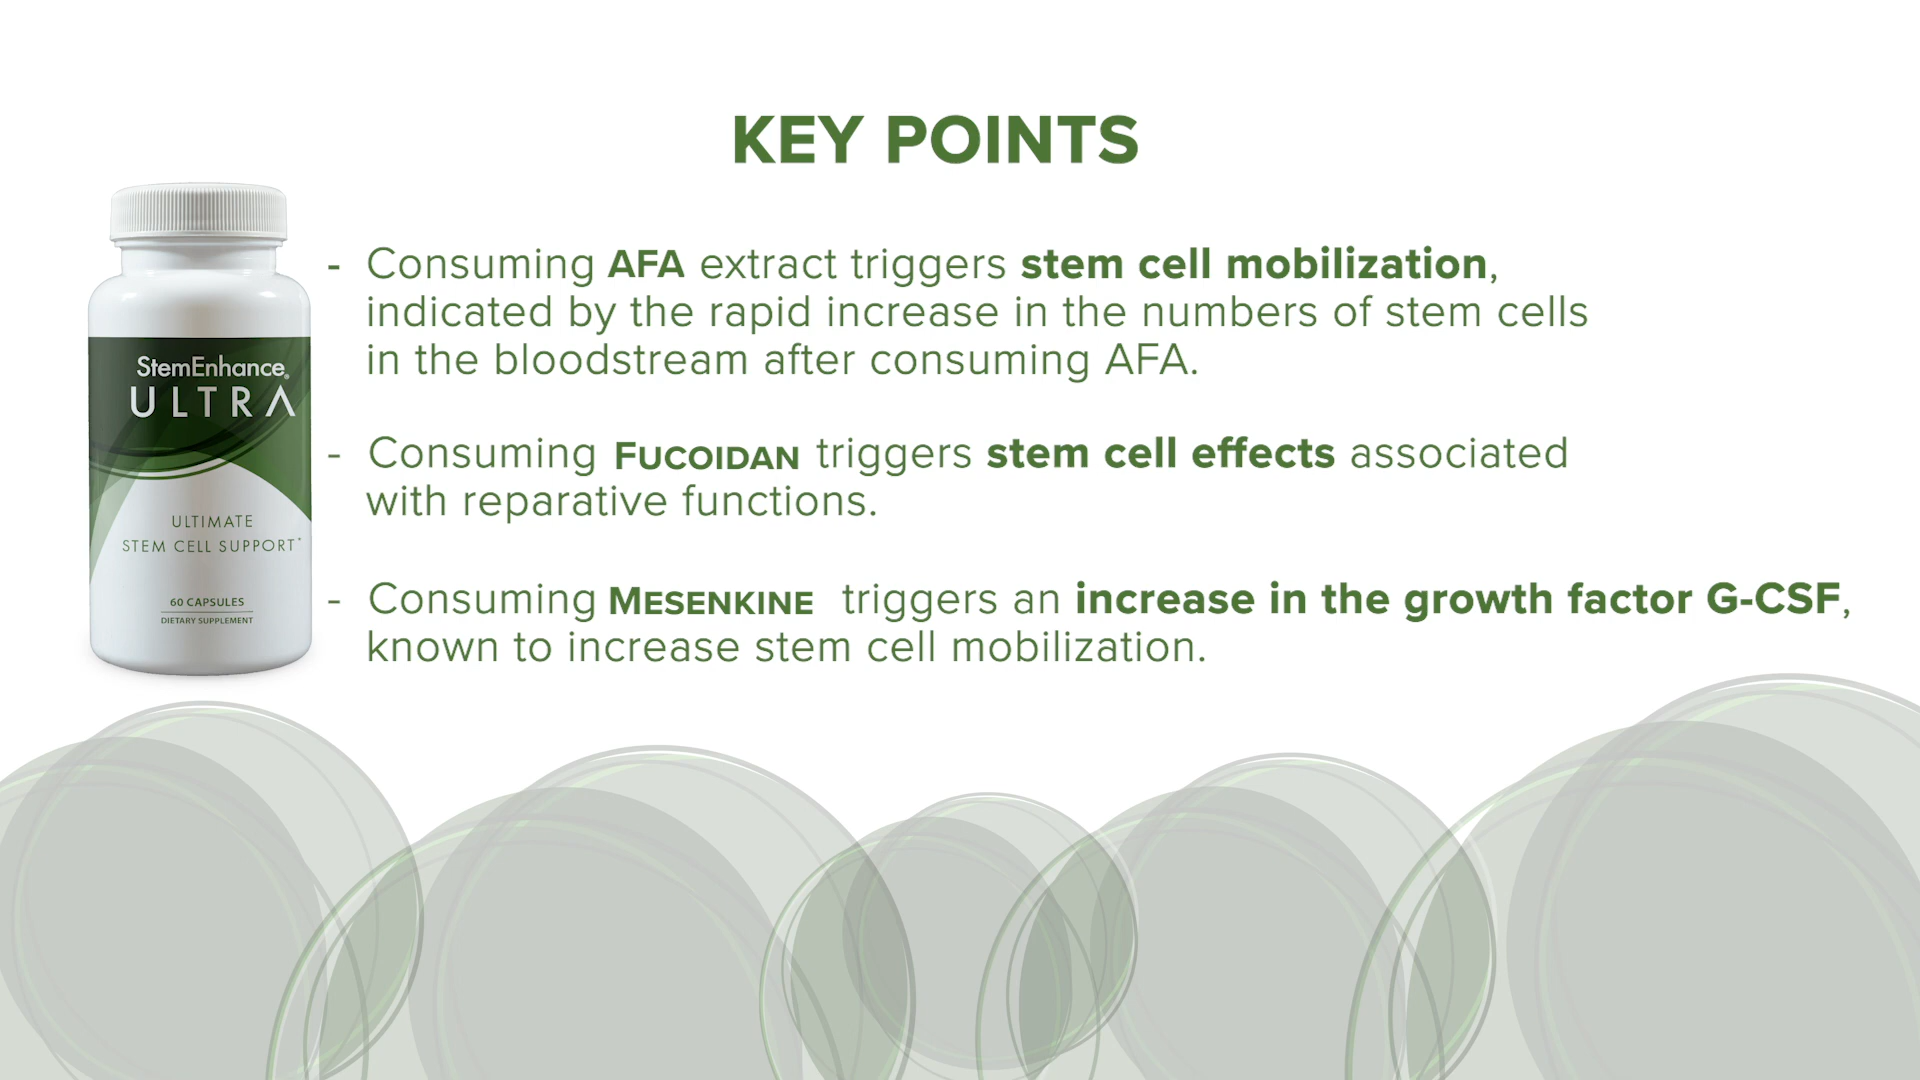 KEY POINTS
- Consuming AFA extract triggers stem cell mobilization,
indicated by the rapid increase in the numbers of stem cells
in the bloodstream after consuming AFA.
- Consuming FUCOIDAN triggers stem cell effects associated
with reparative functions.
- Consuming MESENKINE triggers an increase in the growth factor G-CSF,
known to increase stem cell mobilization.
StemEnhance®
ULTRA
ULTIMATE
STEM CELL SUPPORT*
60 CAPSULES
DIETARY SUPPLEMENT